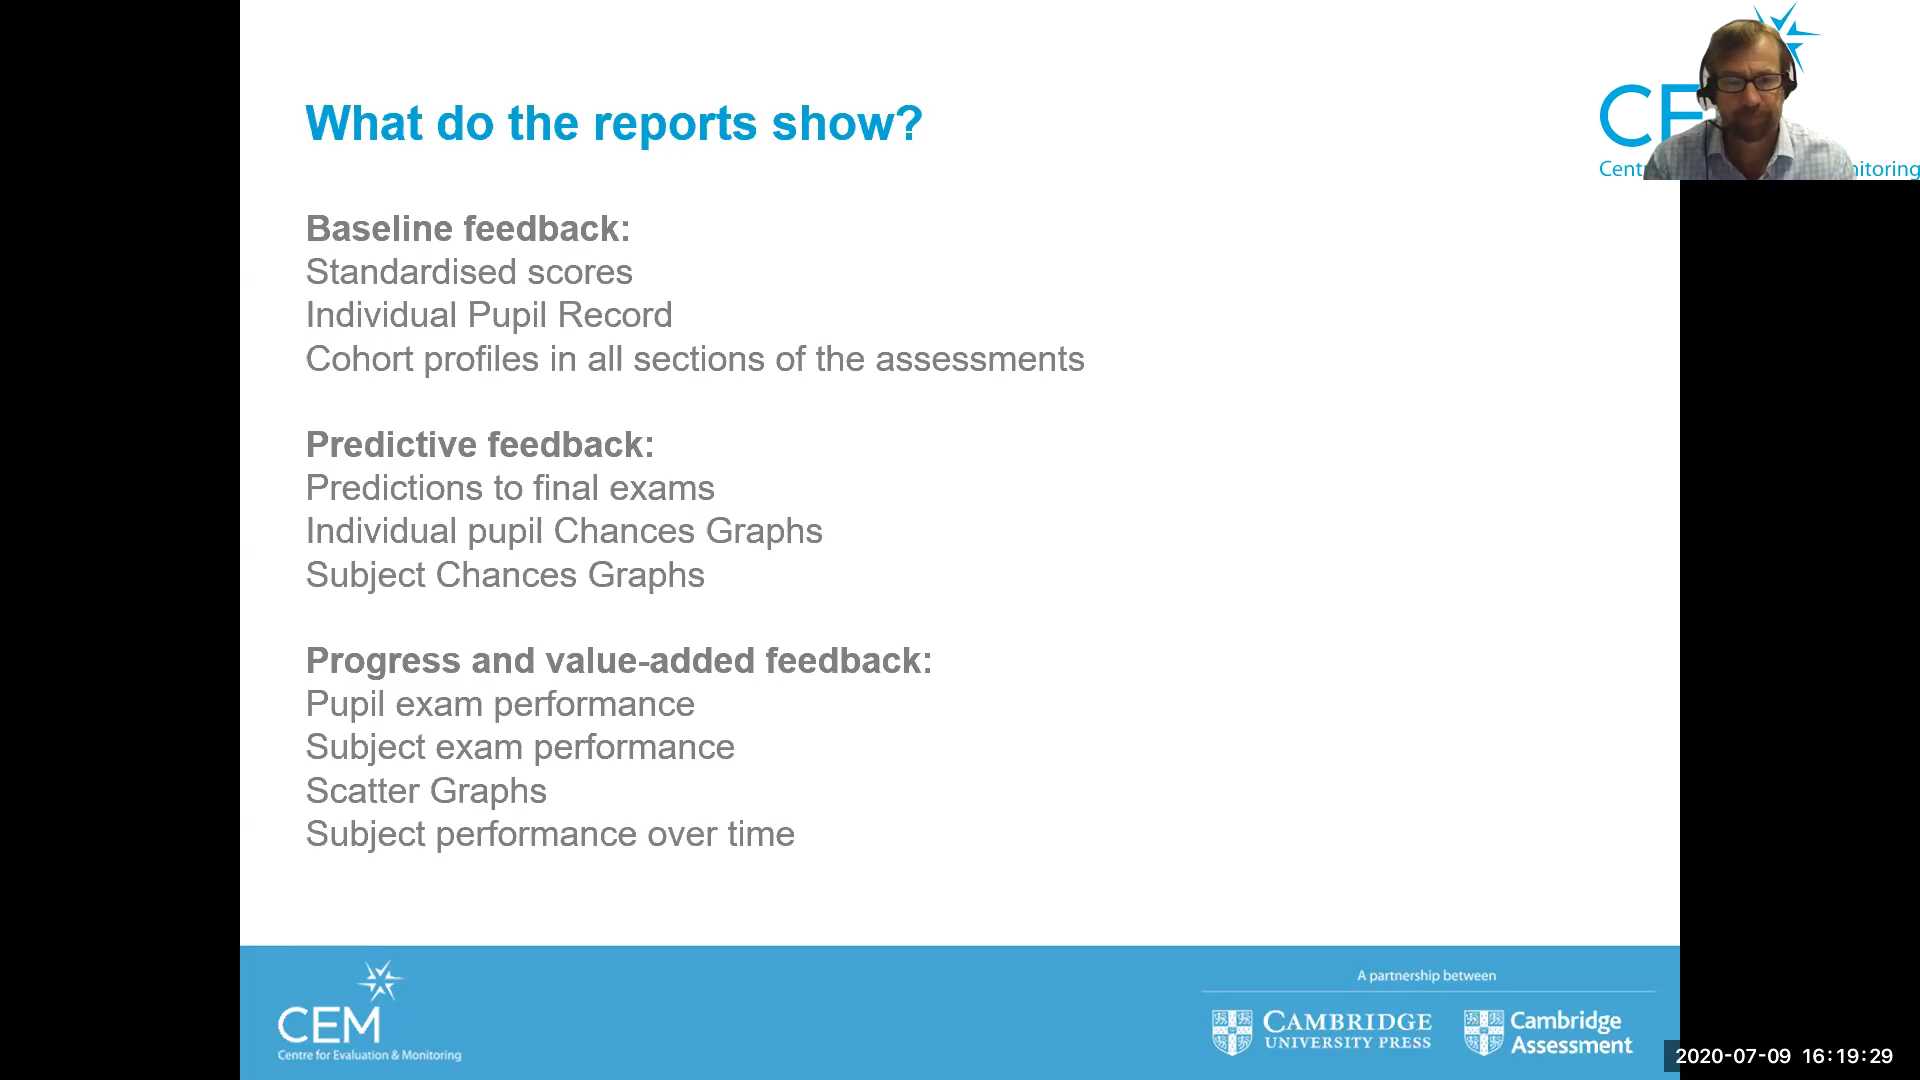 What do the reports show?
Baseline feedback:
Standardised scores
Individual Pupil Record
Cohort profiles in all sections of the assessments
Predictive feedback:
Predictions to final exams
Individual pupil Chances Graphs
Subject Chances Graphs
Progress and value-added feedback:
Pupil exam performance
Subject exam performance
Scatter Graphs
Subject performance over time
CEM
Centre for Evaluation & Monitoring
A partnership between
CAMBRIDGE
UNIVERSITY PRESS
Cambridge
Assessment
2020-07-09 16:19:29